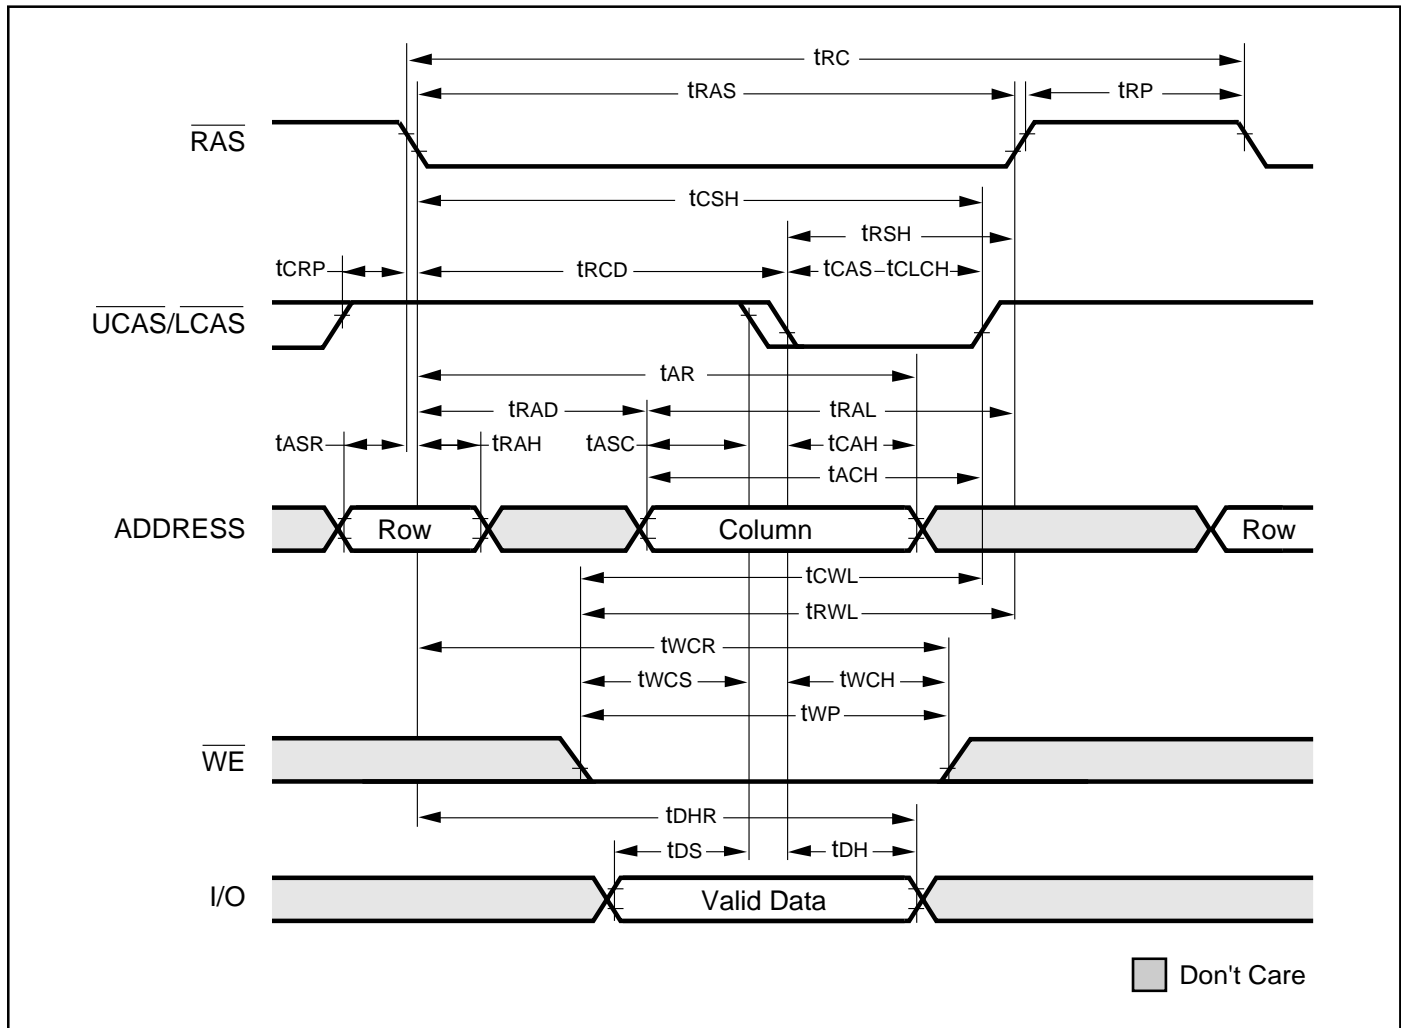 tRC
tRAS
tRP
RAS
tCSH
tRSH
tCRP
tRCD
tCAS
tCLCH
UCAS/LCAS
tAR
tRAD
tRAL
tASR
tRAH
tASC
tCAH
tACH
ADDRESS
Row
Column
Row
tCWL
tRWL
tWCR
tWCS
tWCH
tWP
WE
tDHR
tDS
tDH
I/O
Valid Data
Don't Care